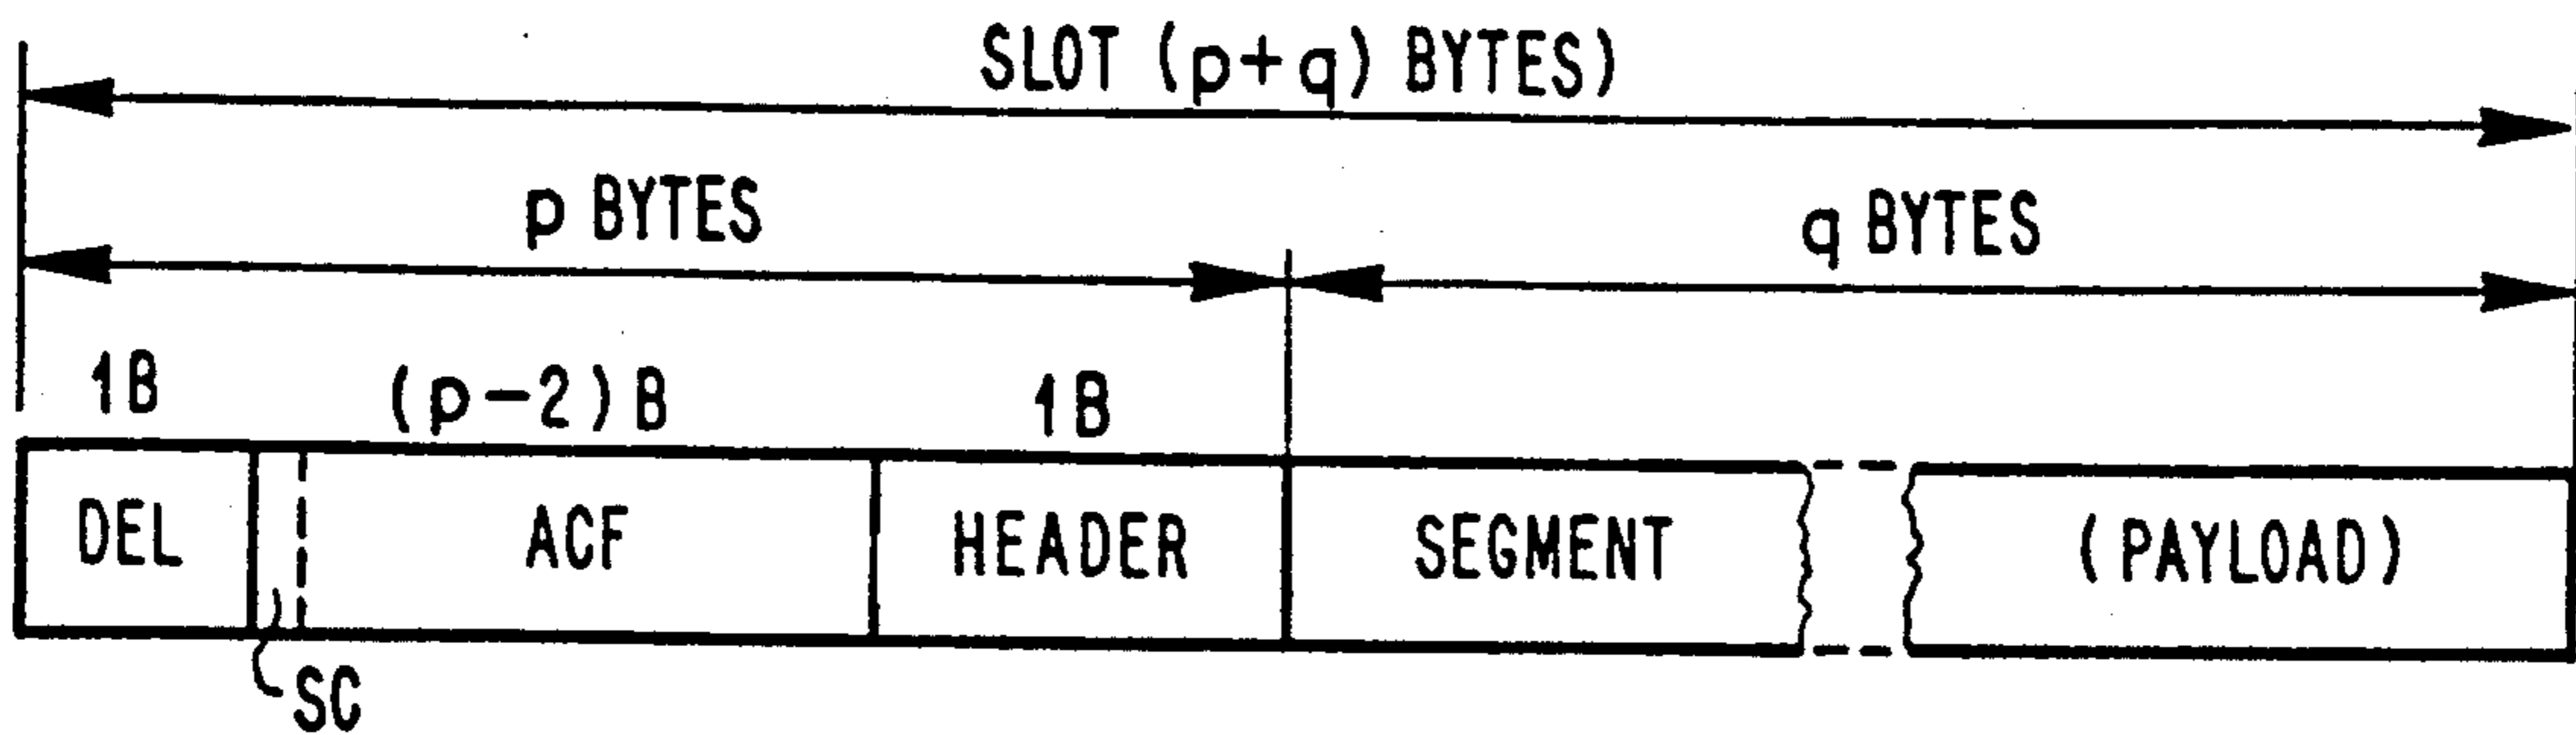 SLOT (p+q) BYTES)
p BYTES
q BYTES
1B (p-2)B 1B
DEL ACF HEADER SEGMENT (PAYLOAD)
SC